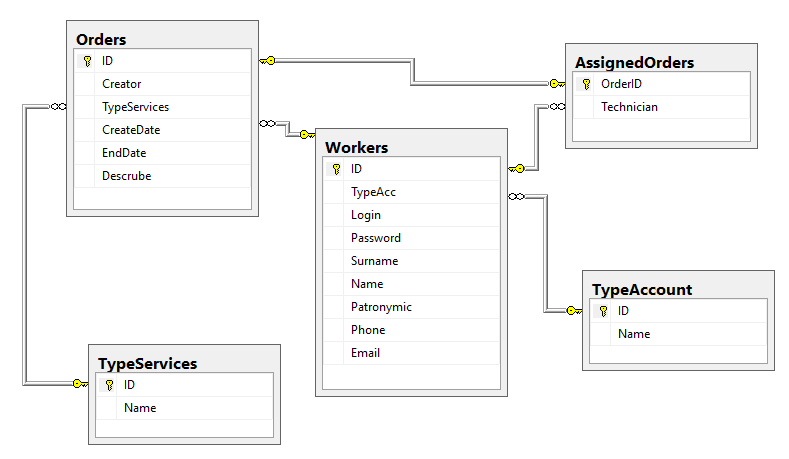 Orders
ID
Creator
TypeServices
CreateDate
EndDate
Descrube
AssignedOrders
OrderID
Technician
Workers
ID
TypeAcc
Login
Password
Surname
Name
Patronymic
Phone
Email
TypeAccount
ID
Name
TypeServices
ID
Name